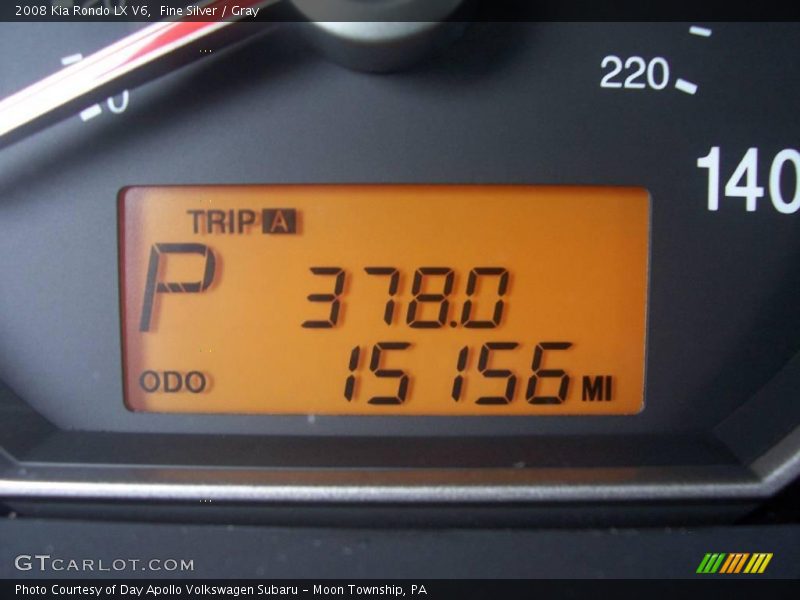 2008 Kia Rondo LX V6, Fine Silver / Gray
0
220
140
TRIP A
P 378.0
ODO 15156 MI
GTCARLOT.COM
Photo Courtesy of Day Apollo Volkswagen Subaru – Moon Township, PA